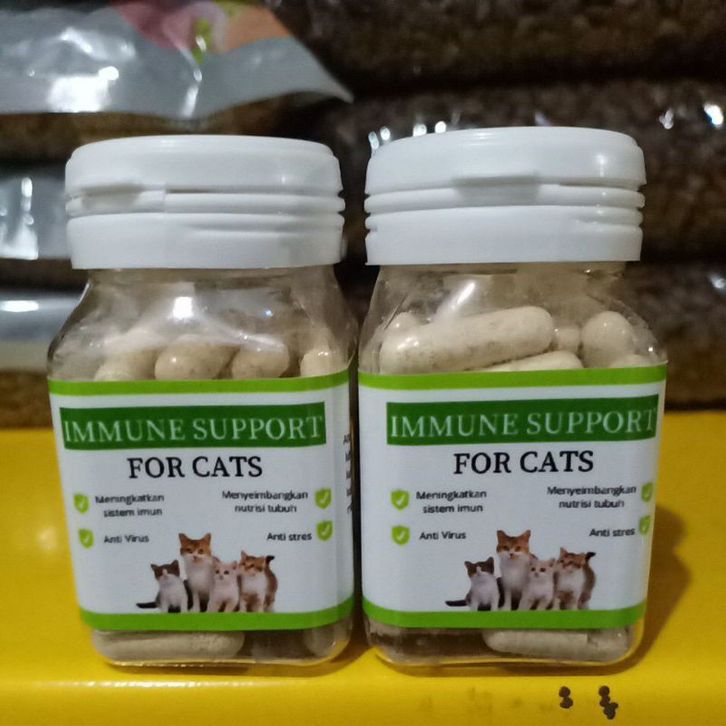 IMMUNE SUPPORT
FOR CATS
Meningkatkan
sistem imun
Menyeimbangkan
nutrisi tubuh
Anti Virus
Anti stres
IMMUNE SUPPORT
FOR CATS
Meningkatkan
sistem imun
Menyeimbangkan
nutrisi tubuh
Anti Virus
Anti stres